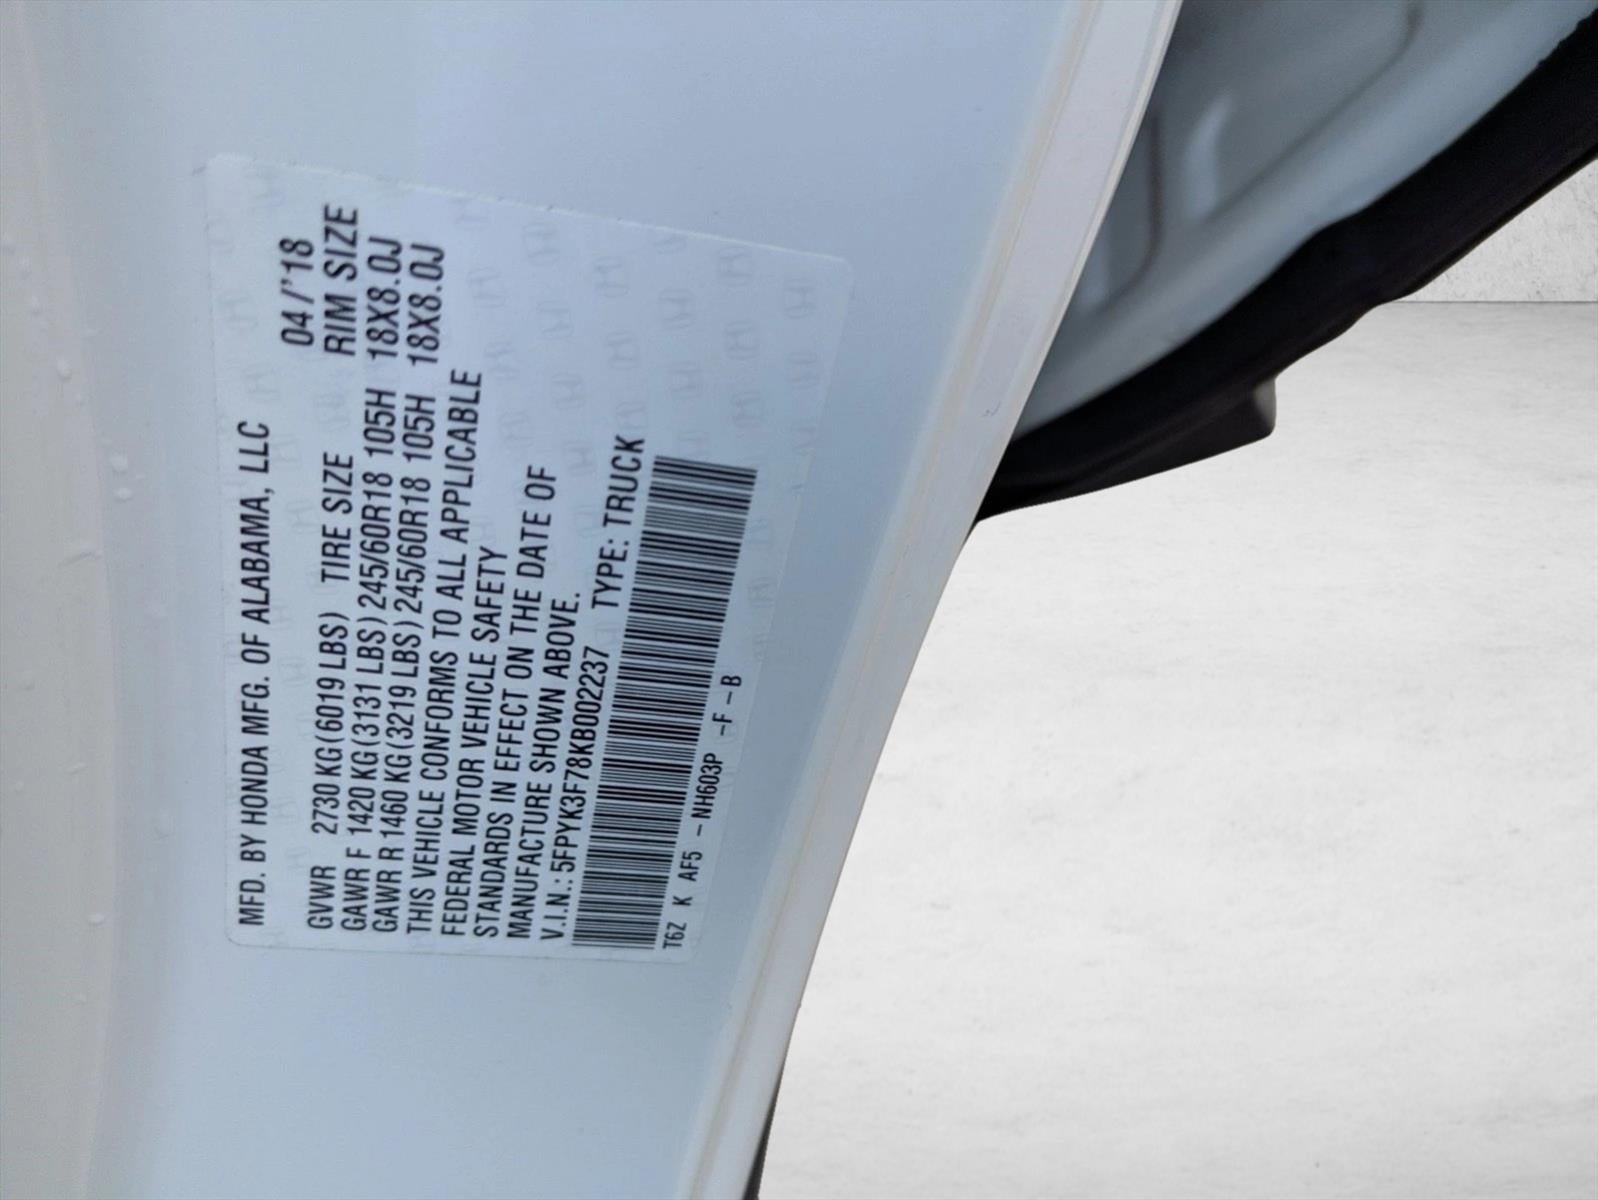 MFD. BY HONDA MFG. OF ALABAMA, LLC 04/'18
GVWR 2730 KG(6019 LBS) TIRE SIZE RIM SIZE
GAWR F 1420 KG(3131 LBS) 245/60R18 105H 18X8.0J
GAWR R 1460 KG(3219 LBS) 245/60R18 105H 18X8.0J
THIS VEHICLE CONFORMS TO ALL APPLICABLE
FEDERAL MOTOR VEHICLE SAFETY
STANDARDS IN EFFECT ON THE DATE OF
MANUFACTURE SHOWN ABOVE.
V.I.N.: 5FPYK3F78KB002237 TYPE: TRUCK
T6Z K AF5 - NH603P - F - B